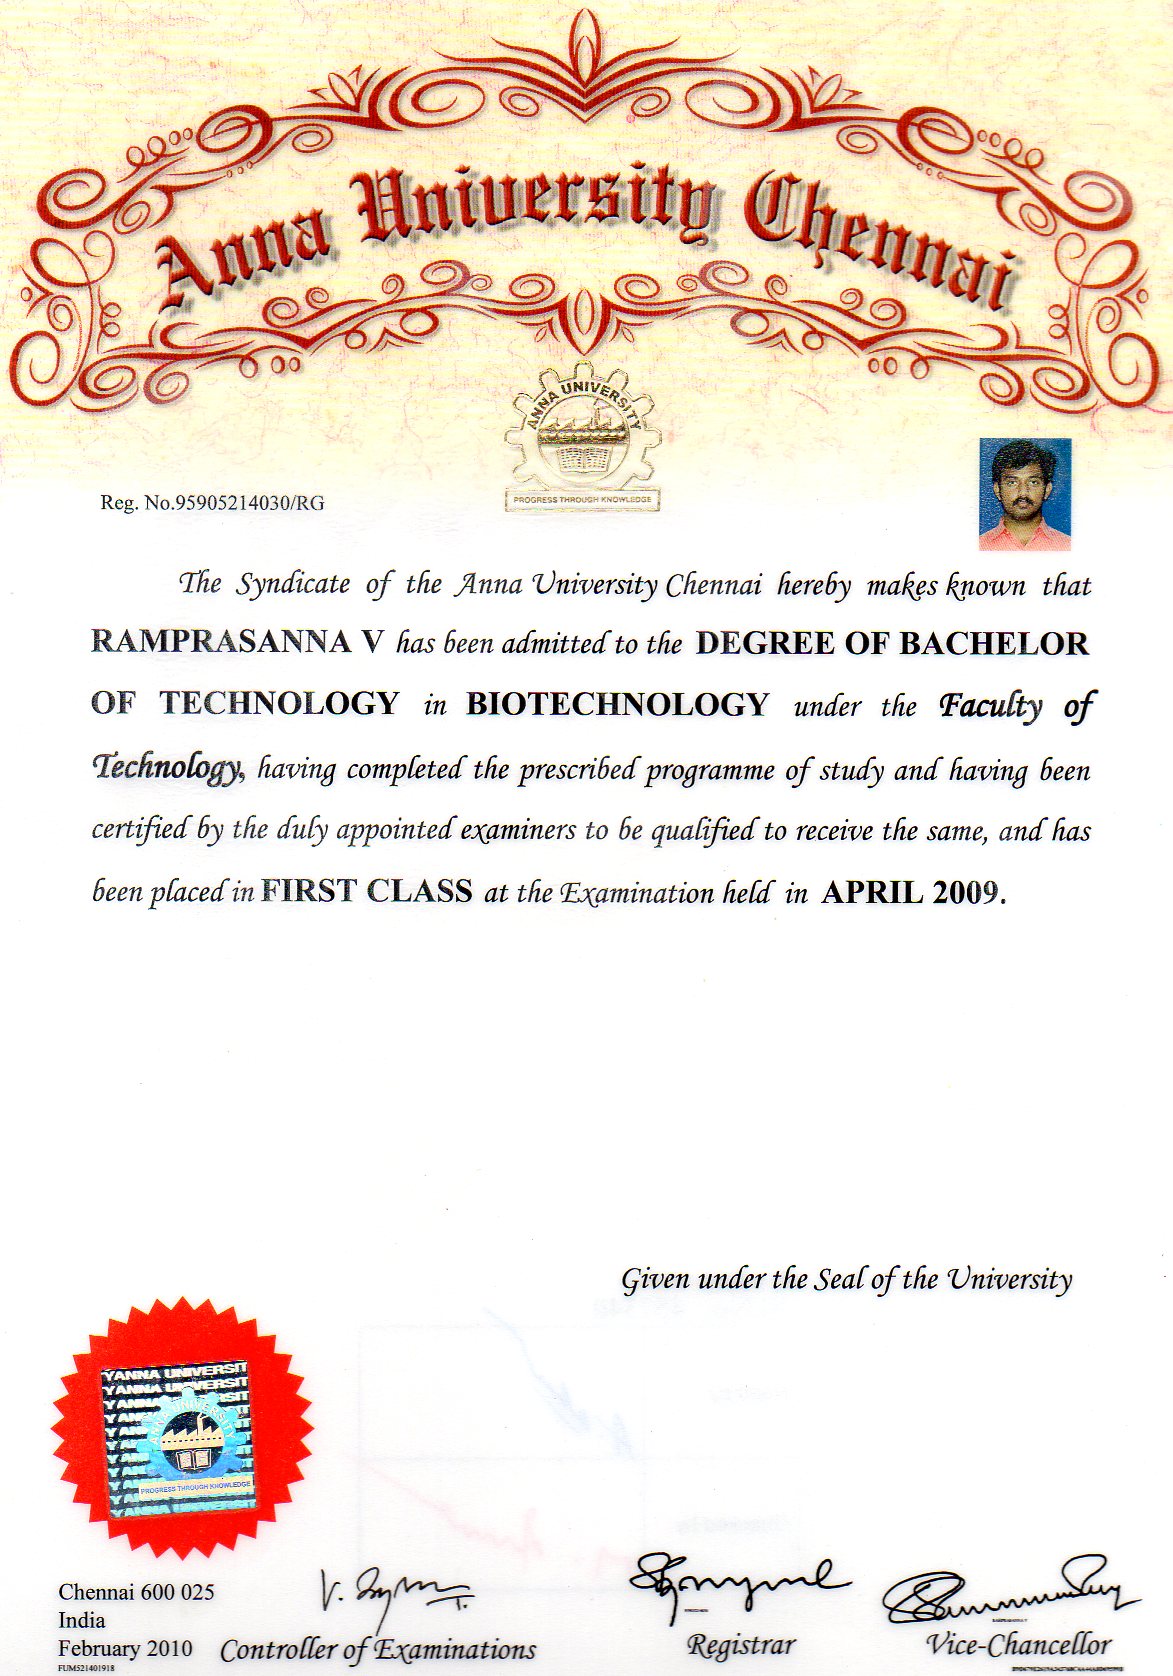 Anna University Chennai
ANNA UNIVERSITY
PROGRESS THROUGH KNOWLEDGE
Reg. No.95905214030/RG
The Syndicate of the Anna University Chennai hereby makes known that
RAMPRASANNA V has been admitted to the DEGREE OF BACHELOR
OF TECHNOLOGY in BIOTECHNOLOGY under the Faculty of
Technology, having completed the prescribed programme of study and having been
certified by the duly appointed examiners to be qualified to receive the same, and has
been placed in FIRST CLASS at the Examination held in APRIL 2009.
Given under the Seal of the University
YANNA UNIVERSIT
YANNA UNIVERSIT
ANNA UNIVERSITY
PROGRESS THROUGH KNOWLEDGE
Chennai 600 025
India
February 2010
FUM521401918
Controller of Examinations
Registrar
Vice-Chancellor